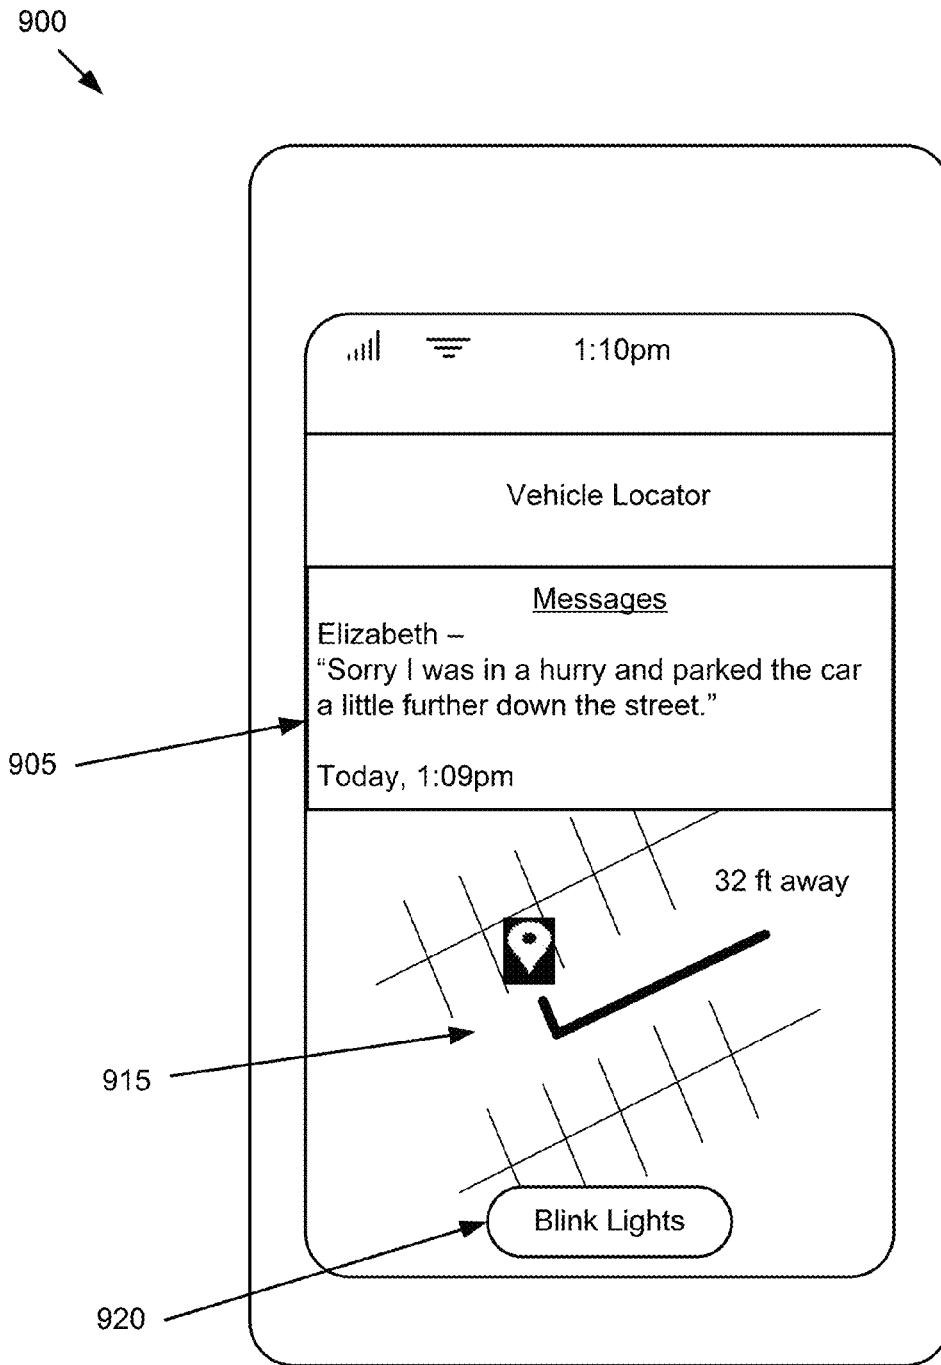 900
1:10pm
Vehicle Locator
Messages
Elizabeth –
“Sorry I was in a hurry and parked the car
a little further down the street.”
905
Today, 1:09pm
32 ft away
915
Blink Lights
920